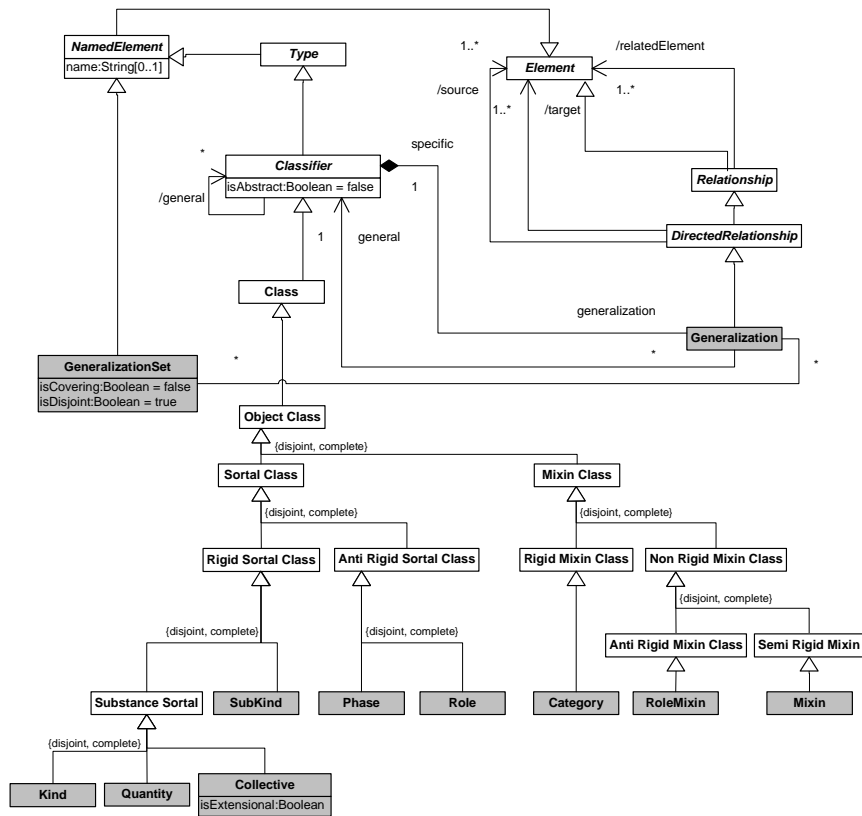 NamedElement
name:String[0..1]
Type
1..*
/relatedElement
Element
/source
1..*
/target
1..*
specific
*
Classifier
isAbstract:Boolean = false
1
/general
Relationship
1
general
DirectedRelationship
Class
generalization
Generalization
GeneralizationSet
isCovering:Boolean = false
isDisjoint:Boolean = true
*
*
*
Object Class
{disjoint, complete}
Sortal Class
Mixin Class
{disjoint, complete}
{disjoint, complete}
Rigid Sortal Class
Anti Rigid Sortal Class
Rigid Mixin Class
Non Rigid Mixin Class
{disjoint, complete}
{disjoint, complete}
{disjoint, complete}
Anti Rigid Mixin Class
Semi Rigid Mixin
Substance Sortal
SubKind
Phase
Role
Category
RoleMixin
Mixin
{disjoint, complete}
Kind
Quantity
Collective
isExtensional:Boolean